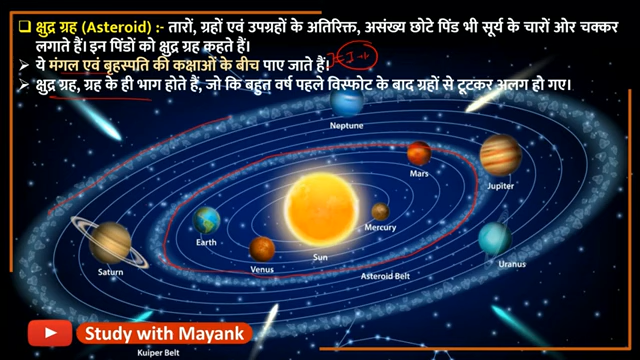 क्षुद्र ग्रह (Asteroid) :- तारों, ग्रहों एवं उपग्रहों के अतिरिक्त, असंख्य छोटे पिंड भी सूर्य के चारों ओर चक्कर
लगाते हैं। इन पिंडों को क्षुद्र ग्रह कहते हैं।
ये मंगल एवं बृहस्पति की कक्षाओं के बीच पाए जाते हैं।
क्षुद्र ग्रह, ग्रह के ही भाग होते हैं, जो कि बहुत वर्ष पहले विस्फोट के बाद ग्रहों से टूटकर अलग हो गए।
Neptune
Mars
Jupiter
Mercury
Earth
Venus
Sun
Uranus
Saturn
Asteroid Belt
Study with Mayank
Kuiper Belt